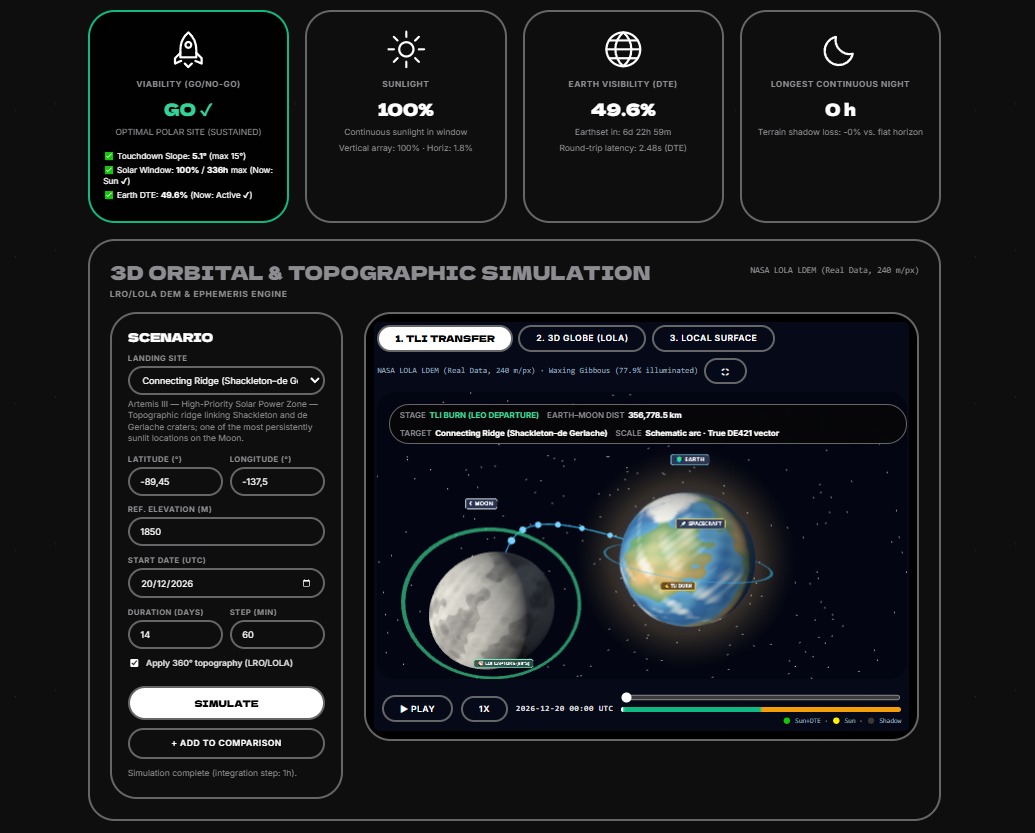 VIABILITY (GO/NO-GO)
GO ✓
OPTIMAL POLAR SITE (SUSTAINED)
✅ Touchdown Slope: 5.1° (max 15°)
✅ Solar Window: 100% / 336h max (Now:
Sun ✓)
✅ Earth DTE: 49.6% (Now: Active ✓)
SUNLIGHT
100%
Continuous sunlight in window
Vertical array: 100% · Horiz: 1.8%
EARTH VISIBILITY (DTE)
49.6%
Earthset in: 6d 22h 59m
Round-trip latency: 2.48s (DTE)
LONGEST CONTINUOUS NIGHT
0 h
Terrain shadow loss: -0% vs. flat horizon
3D ORBITAL & TOPOGRAPHIC SIMULATION
LRO/LOLA DEM & EPHEMERIS ENGINE
NASA LOLA LDEM (Real Data, 240 m/px)
SCENARIO
LANDING SITE
Connecting Ridge (Shackleton-de G
Artemis III — High-Priority Solar Power Zone —
Topographic ridge linking Shackleton and de
Gerlache craters; one of the most persistently
sunlit locations on the Moon.
LATITUDE (°)
LONGITUDE (°)
-89,45
-137,5
REF. ELEVATION (M)
1850
START DATE (UTC)
20/12/2026
DURATION (DAYS)
STEP (MIN)
14
60
Apply 360° topography (LRO/LOLA)
SIMULATE
+ ADD TO COMPARISON
Simulation complete (integration step: 1h).
1. TLI TRANSFER
2. 3D GLOBE (LOLA)
3. LOCAL SURFACE
NASA LOLA LDEM (Real Data, 240 m/px) · Waxing Gibbous (77.9% illuminated)
STAGE TLI BURN (LEO DEPARTURE) EARTH-MOON DIST 356,778.5 km
TARGET Connecting Ridge (Shackleton-de Gerlache) SCALE Schematic arc · True DE421 vector
EARTH
MOON
SPACECRAFT
TLI BURN
▶ PLAY
1X
2026-12-20 00:00 UTC
Sun+DTE · Sun · Shadow